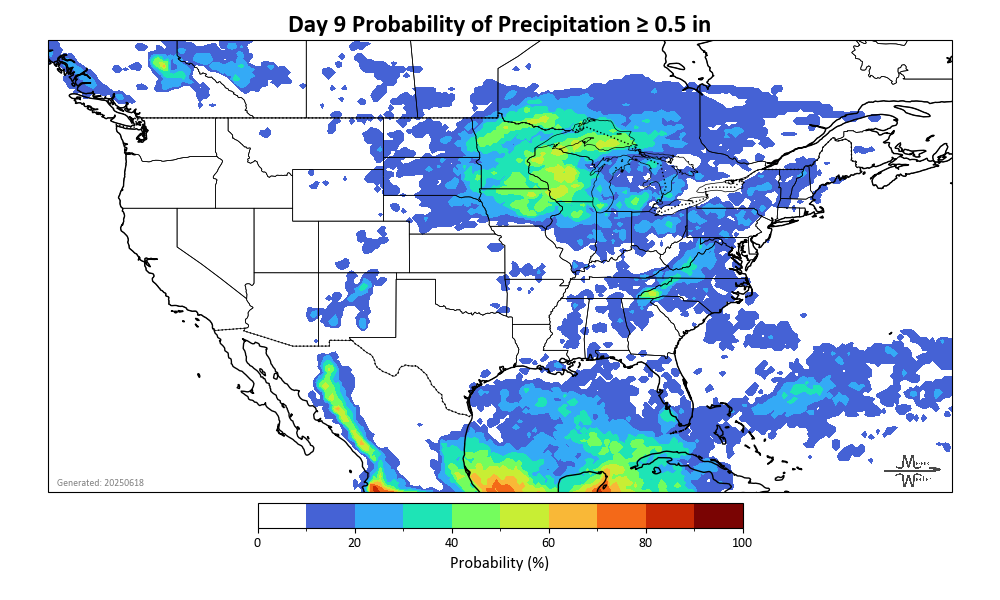 Day 9 Probability of Precipitation ≥ 0.5 in
Generated: 20250618
0 20 40 60 80 100
Probability (%)